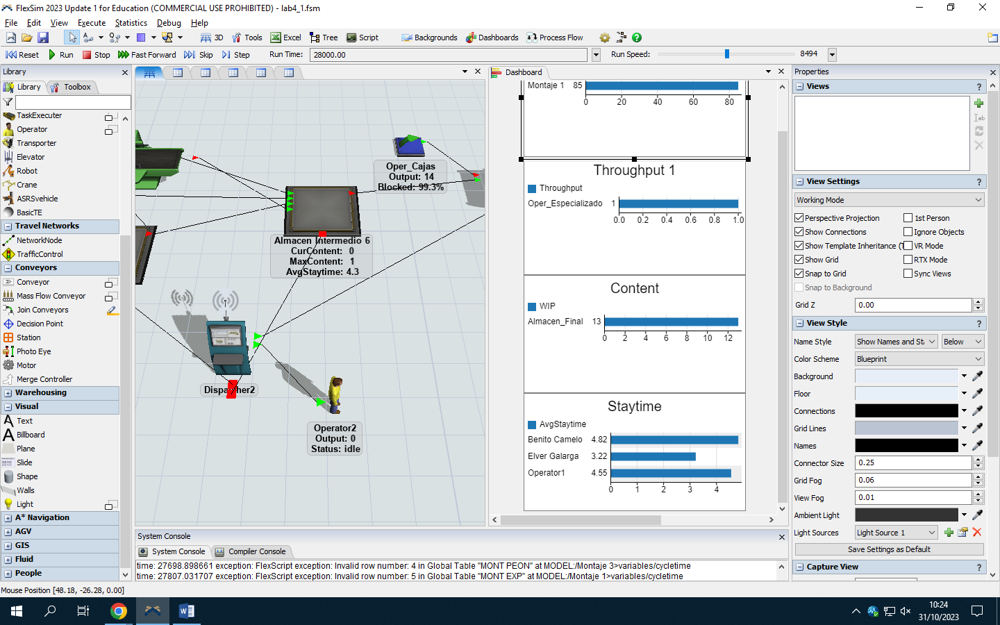 FlexSim 2023 Update 1 for Education (COMMERCIAL USE PROHIBITED) - lab4_1.fsm
File Edit View Execute Statistics Debug Help
3D Tools Excel Tree Script Backgrounds Dashboards Process Flow
Reset Run Stop Fast Forward Skip Step Run Time: 28000.00 Run Speed: 8494
Library
Library Toolbox
TaskExecuter
Operator
Transporter
Elevator
Robot
Crane
ASRSvehicle
BasicTE
Travel Networks
NetworkNode
TrafficControl
Conveyors
Conveyor
Mass Flow Conveyor
Join Conveyors
Decision Point
Station
Photo Eye
Motor
Merge Controller
Warehousing
Visual
Text
Billboard
Plane
Slide
Shape
Walls
Light
A* Navigation
AGV
GIS
Fluid
People
Oper_Cajas
Output: 14
Blocked: 99.3%
Almacen Intermedio 6
CurContent: 0
MaxContent: 1
AvgStaytime: 4.3
Dispatcher2
Operator2
Output: 0
Status: idle
Dashboard
Montaje 1 85
0 20 40 60 80
Throughput 1
Throughput
Oper_Especializado 1
0.0 0.2 0.4 0.6 0.8 1.0
Content
WIP
Almacen_Final 13
0 2 4 6 8 10 12
Staytime
AvgStaytime
Benito Camelo 4.82
Elver Galarga 3.22
Operator1 4.55
0 1 2 3 4
System Console
System Console Compiler Console
time: 27698.898661 exception: FlexScript exception: Invalid row number: 4 in Global Table "MONT PEON" at MODEL:/Montaje 3>variables/cycletime
time: 27807.031707 exception: FlexScript exception: Invalid row number: 5 in Global Table "MONT EXP" at MODEL:/Montaje 1>variables/cycletime
Properties
Views ?
View Settings ?
Working Mode
Perspective Projection 1st Person
Show Connections Ignore Objects
Show Template Inheritance (T VR Mode
Show Grid RTX Mode
Snap to Grid Sync Views
Snap to Background
Grid Z 0.00
View Style ?
Name Style Show Names and St Below
Color Scheme Blueprint
Background
Floor
Connections
Grid Lines
Names
Connector Size 0.25
Grid Fog 0.06
View Fog 0.01
Ambient Light
Light Sources Light Source 1
Save Settings as Default
Capture View ?
Mouse Position [48.18, -26.28, 0.00]
10:24
31/10/2023